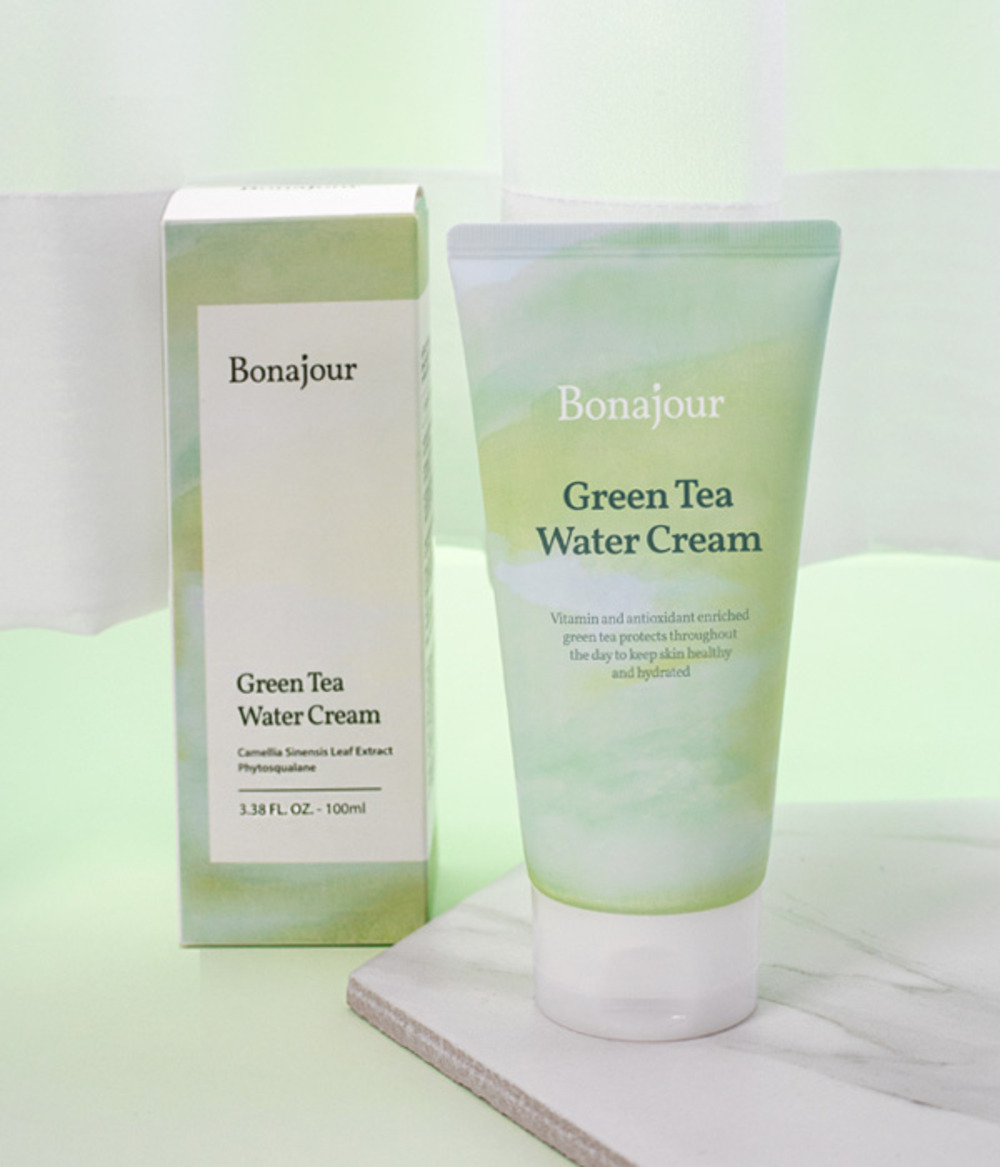 Bonajour
Green Tea
Water Cream
Camellia Sinensis Leaf Extract
Phytosqualane
3.38 FL. OZ. - 100ml
Bonajour
Green Tea
Water Cream
Vitamin and antioxidant enriched
green tea protects throughout
the day to keep skin healthy
and hydrated